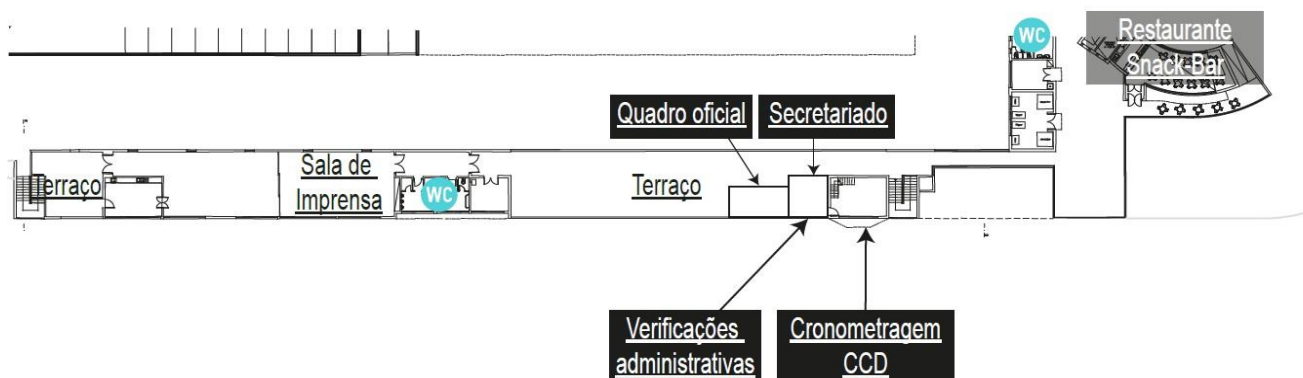 WC
Restaurante
Snack-Bar
Quadro oficial
Secretariado
Terraço
Sala de
Imprensa
WC
Terraço
Verificações
administrativas
Cronometragem
CCD